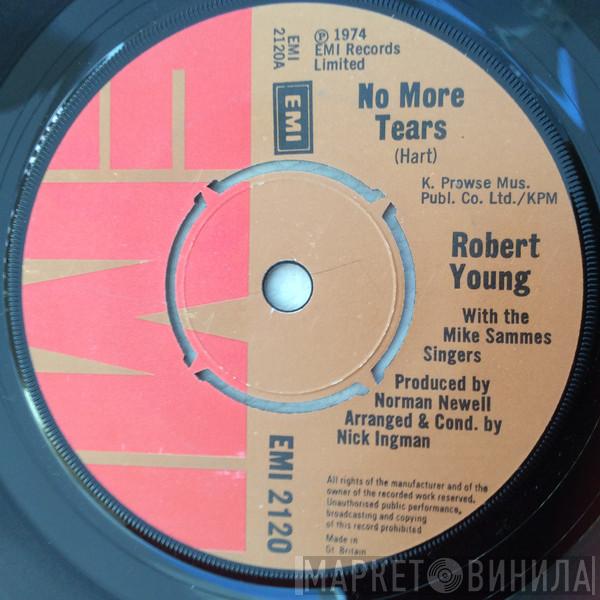 EMI
2120A
℗ 1974
EMI Records
Limited
EMI
No More
Tears
(Hart)
K. Prowse Mus.
Publ. Co. Ltd./KPM
Robert
Young
With the
Mike Sammes
Singers
Produced by
Norman Newell
Arranged & Cond. by
Nick Ingman
EMI 2120
All rights of the manufacturer and of the
owner of the recorded work reserved.
Unauthorised public performance,
broadcasting and copying
of this record prohibited
Made in
Gt. Britain
EMI
МАРКЕТ ВИНИЛА